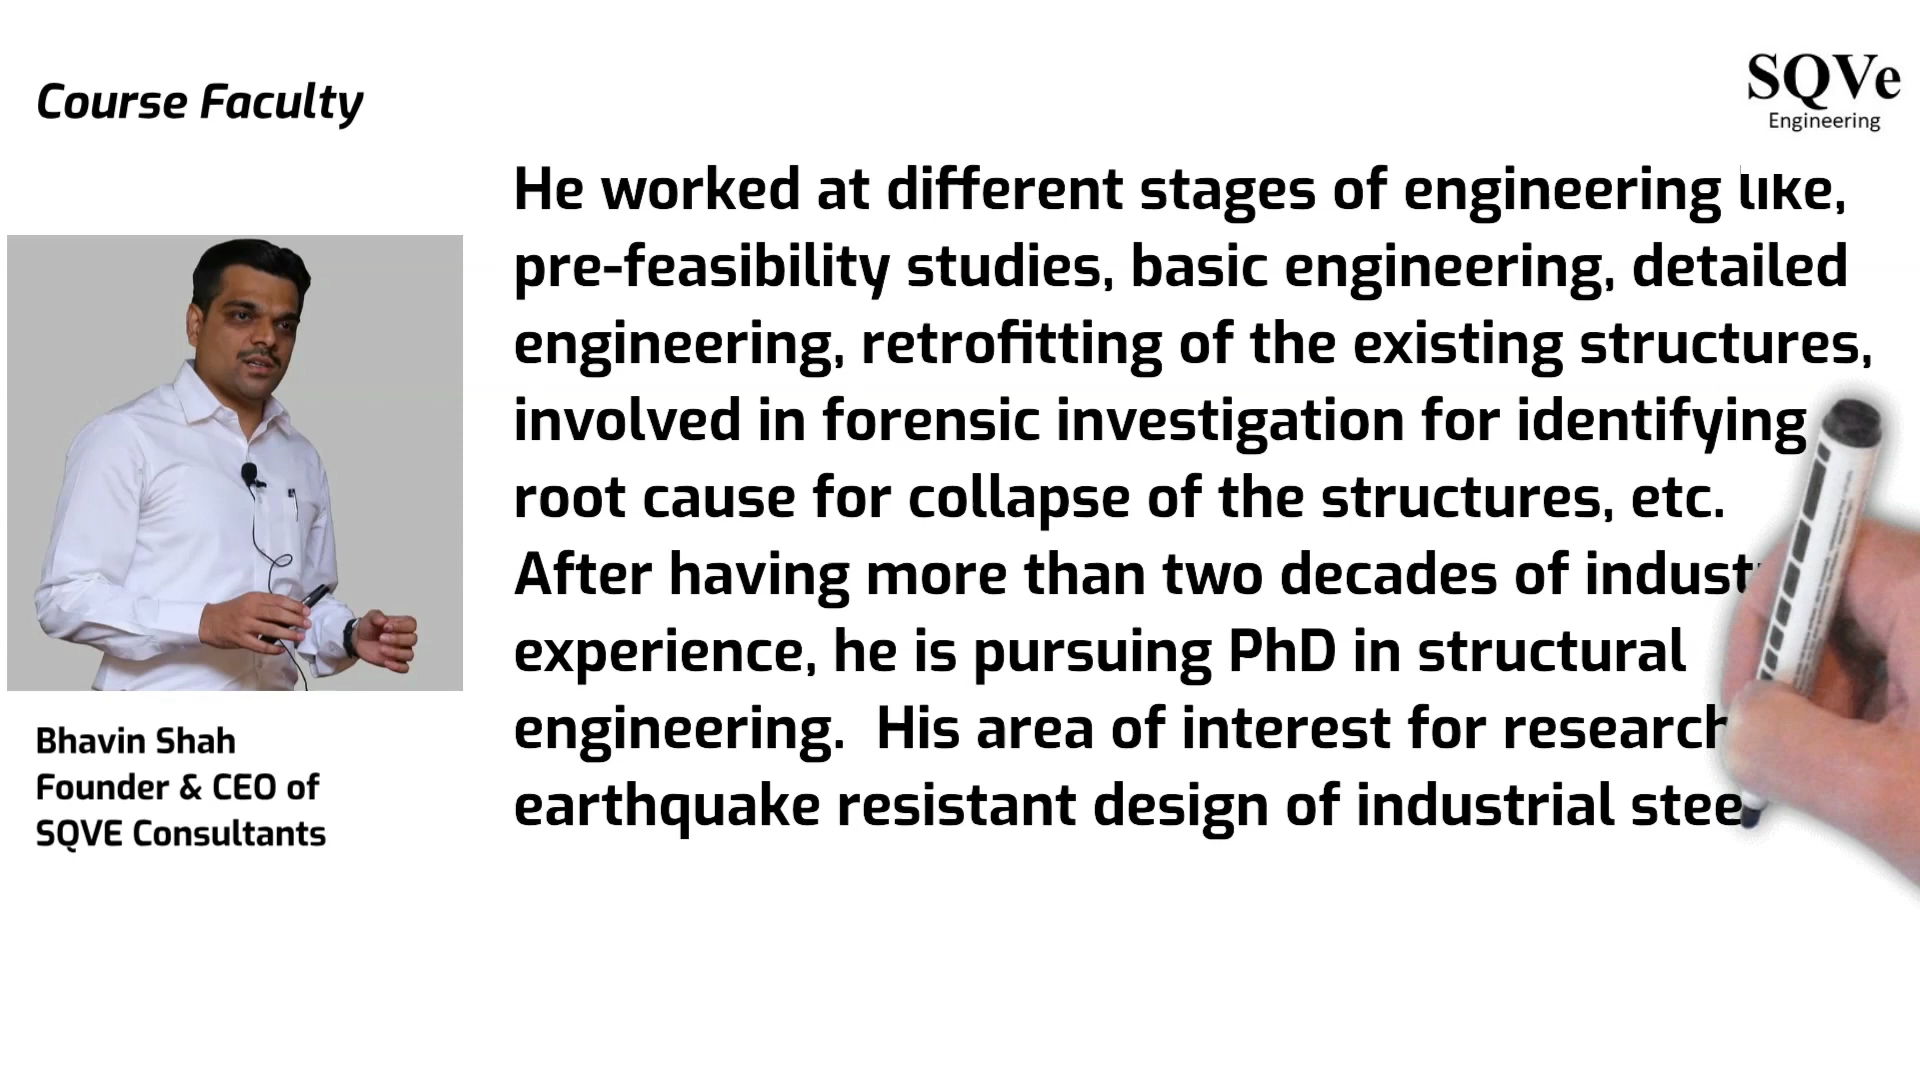 Course Faculty
SQVe
Engineering
He worked at different stages of engineering like,
pre-feasibility studies, basic engineering, detailed
engineering, retrofitting of the existing structures,
involved in forensic investigation for identifying
root cause for collapse of the structures, etc.
After having more than two decades of
experience, he is pursuing PhD in structural
engineering. His area of interest for research
earthquake resistant design of industrial
Bhavin Shah
Founder & CEO of
SQVE Consultants